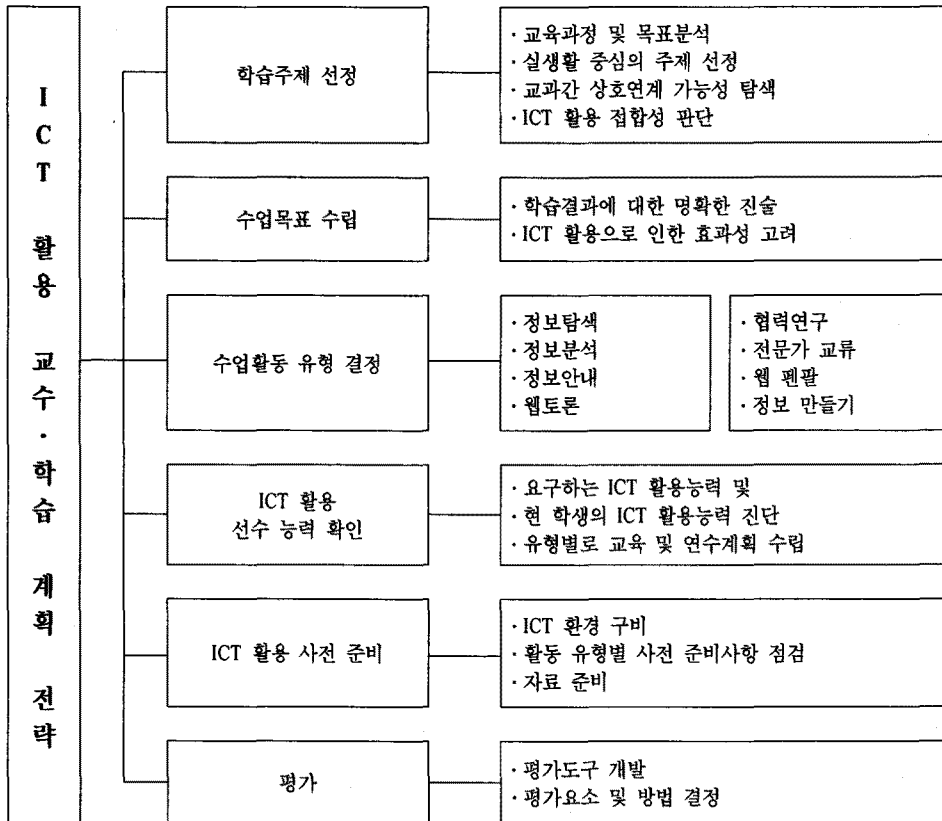 ICT 활용 교수·학습 계획 전략
학습주제 선정
· 교육과정 및 목표분석
· 실생활 중심의 주제 선정
· 교과간 상호연계 가능성 탐색
· ICT 활용 접합성 판단
수업목표 수립
· 학습결과에 대한 명확한 진술
· ICT 활용으로 인한 효과성 고려
수업활동 유형 결정
· 정보탐색
· 정보분석
· 정보안내
· 웹토론
· 협력연구
· 전문가 교류
· 웹 펜팔
· 정보 만들기
ICT 활용
선수 능력 확인
· 요구하는 ICT 활용능력 및
· 현 학생의 ICT 활용능력 진단
· 유형별로 교육 및 연수계획 수립
ICT 활용 사전 준비
· ICT 환경 구비
· 활동 유형별 사전 준비사항 점검
· 자료 준비
평가
· 평가도구 개발
· 평가요소 및 방법 결정